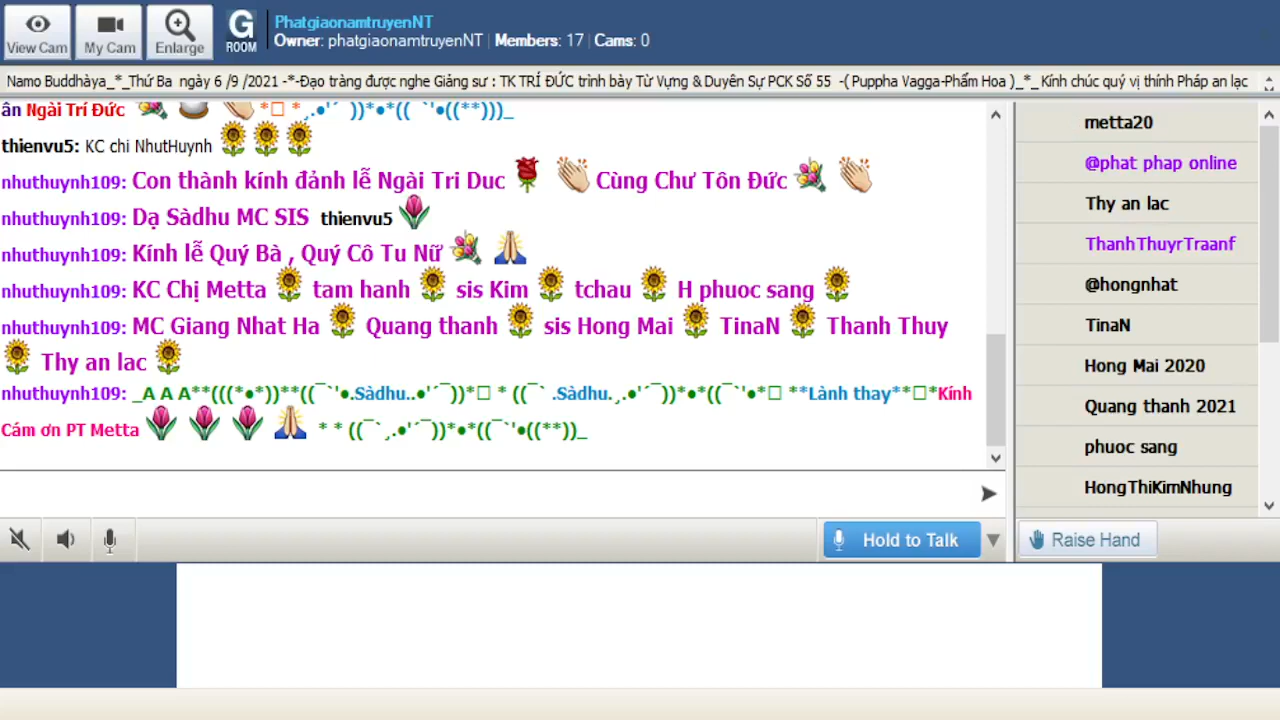 View Cam
My Cam
Enlarge
G
ROOM
PhatgiaonamtruyenNT
Owner: phatgiaonamtruyenNT | Members: 17 | Cams: 0
Namo Buddhàya_*_Thứ Ba ngày 6 /9 /2021 -*-Đạo tràng được nghe Giảng sư : TK TRÍ ĐỨC trình bày Từ Vựng & Duyên Sự PCK Số 55 -( Puppha Vagga-Phẩm Hoa )_*_ Kính chúc quý vị thính Pháp an lạc
ân Ngài Trí Đức 💐 👏 *□ * ¸.•'´ ))*•*(( `'•((**)))_
thienvu5: KC chi NhutHuynh 🌻 🌻 🌻
nhuthuynh109: Con thành kính đảnh lễ Ngài Tri Duc 🌹 👏 Cùng Chư Tôn Đức 💐 👏
nhuthuynh109: Dạ Sàdhu MC SIS thienvu5 🌷
nhuthuynh109: Kính lễ Quý Bà , Quý Cô Tu Nữ 💐 🙏
nhuthuynh109: KC Chị Metta 🌻 tam hanh 🌻 sis Kim 🌻 tchau 🌻 H phuoc sang 🌻
nhuthuynh109: MC Giang Nhat Ha 🌻 Quang thanh 🌻 sis Hong Mai 🌻 TinaN 🌻 Thanh Thuy
🌻 Thy an lac 🌻
nhuthuynh109: _A A A**(((*•*))**((¯`'•.Sàdhu..•'´¯))*□ * ((¯` .Sàdhu.¸.•'´¯))*•*((¯`'•*□ **Lành thay**□*Kính
Cám ơn PT Metta 🌷 🌷 🌷 🙏 * * ((¯`¸.•'´¯))*•*((¯`'•((**))_
Hold to Talk
metta20
@phat phap online
Thy an lac
ThanhThuyrTraanf
@hongnhat
TinaN
Hong Mai 2020
Quang thanh 2021
phuoc sang
HongThiKimNhung
Raise Hand